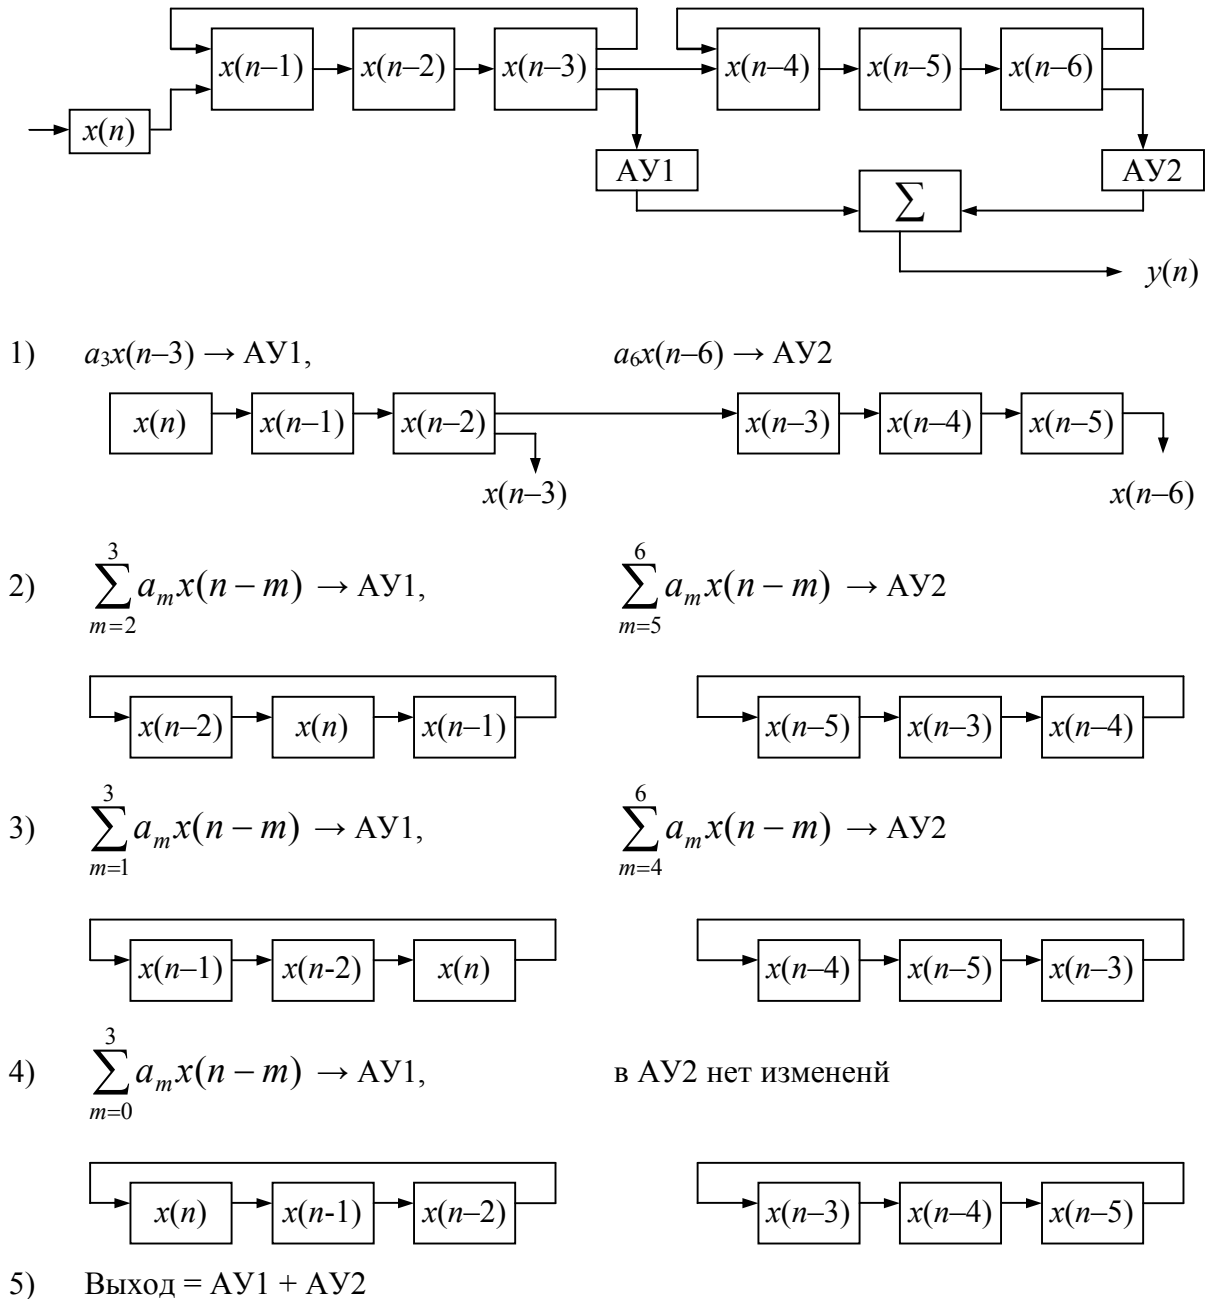 x(n–1) x(n–2) x(n–3) x(n–4) x(n–5) x(n–6)
x(n)
АУ1 АУ2
∑
y(n)
1) a₃x(n–3) → АУ1, a₆x(n–6) → АУ2
x(n) x(n–1) x(n–2) x(n–3) x(n–4) x(n–5)
x(n–3) x(n–6)
2) ∑_{m=2}^{3} a_m x(n – m) → АУ1, ∑_{m=5}^{6} a_m x(n – m) → АУ2
x(n–2) x(n) x(n–1) x(n–5) x(n–3) x(n–4)
3) ∑_{m=1}^{3} a_m x(n – m) → АУ1, ∑_{m=4}^{6} a_m x(n – m) → АУ2
x(n–1) x(n-2) x(n) x(n–4) x(n–5) x(n–3)
4) ∑_{m=0}^{3} a_m x(n – m) → АУ1, в АУ2 нет измененй
x(n) x(n-1) x(n–2) x(n–3) x(n–4) x(n–5)
5) Выход = АУ1 + АУ2